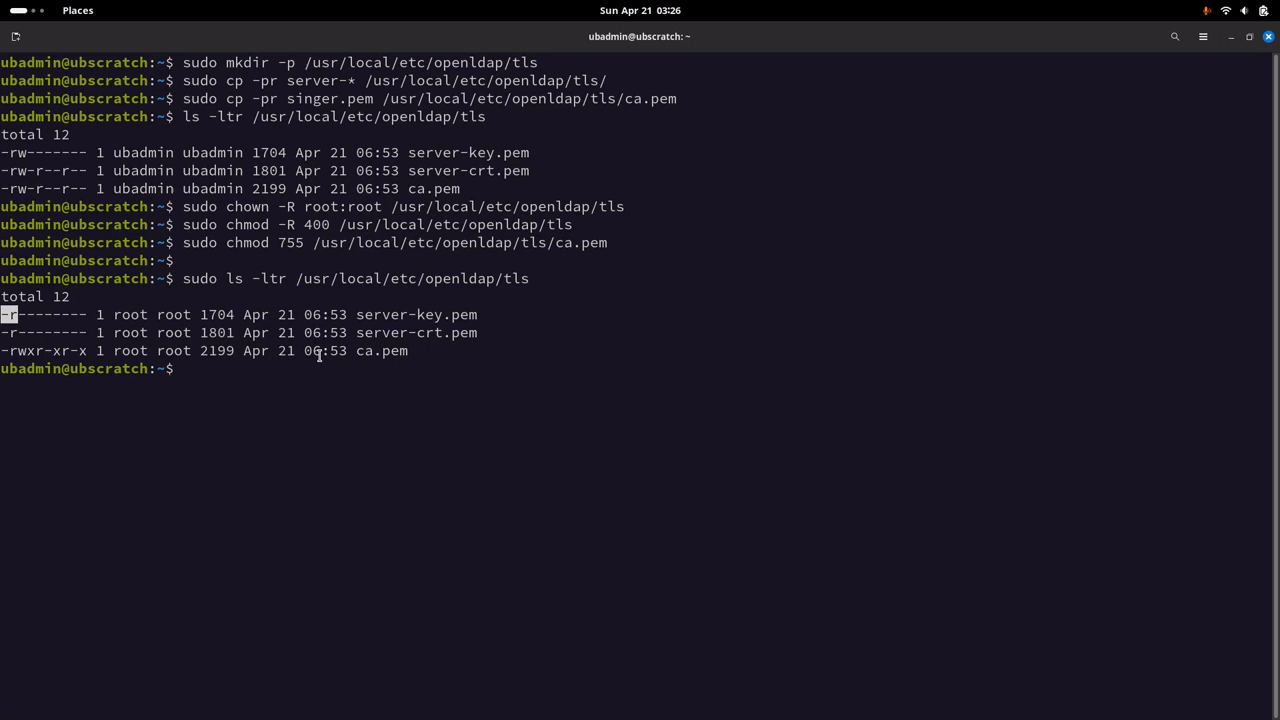 Places
Sun Apr 21 03:26
ubadmin@ubscratch: ~
ubadmin@ubscratch:~$ sudo mkdir -p /usr/local/etc/openldap/tls
ubadmin@ubscratch:~$ sudo cp -pr server-* /usr/local/etc/openldap/tls/
ubadmin@ubscratch:~$ sudo cp -pr singer.pem /usr/local/etc/openldap/tls/ca.pem
ubadmin@ubscratch:~$ ls -ltr /usr/local/etc/openldap/tls
total 12
-rw------- 1 ubadmin ubadmin 1704 Apr 21 06:53 server-key.pem
-rw-r--r-- 1 ubadmin ubadmin 1801 Apr 21 06:53 server-crt.pem
-rw-r--r-- 1 ubadmin ubadmin 2199 Apr 21 06:53 ca.pem
ubadmin@ubscratch:~$ sudo chown -R root:root /usr/local/etc/openldap/tls
ubadmin@ubscratch:~$ sudo chmod -R 400 /usr/local/etc/openldap/tls
ubadmin@ubscratch:~$ sudo chmod 755 /usr/local/etc/openldap/tls/ca.pem
ubadmin@ubscratch:~$
ubadmin@ubscratch:~$ sudo ls -ltr /usr/local/etc/openldap/tls
total 12
-r-------- 1 root root 1704 Apr 21 06:53 server-key.pem
-r-------- 1 root root 1801 Apr 21 06:53 server-crt.pem
-rwxr-xr-x 1 root root 2199 Apr 21 06:53 ca.pem
ubadmin@ubscratch:~$